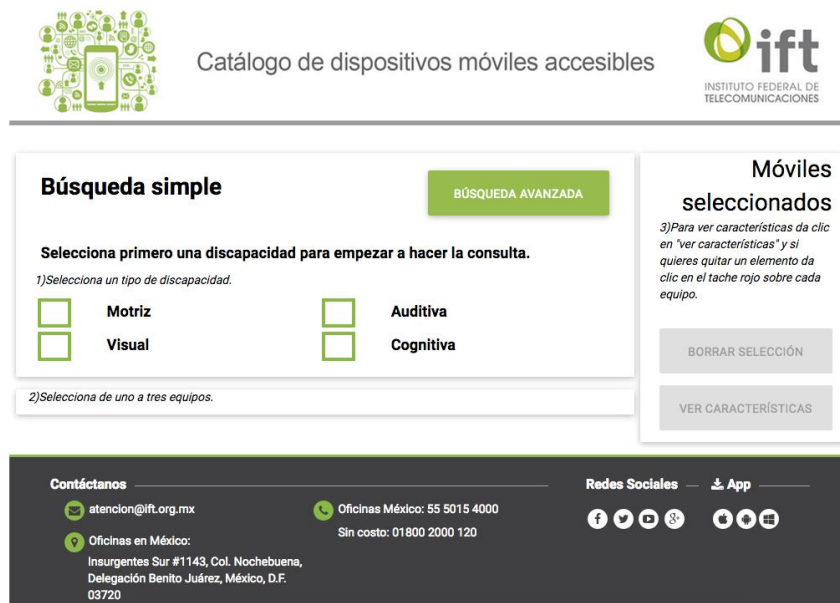 Catálogo de dispositivos móviles accesibles
ift
INSTITUTO FEDERAL DE
TELECOMUNICACIONES
Búsqueda simple
BÚSQUEDA AVANZADA
Selecciona primero una discapacidad para empezar a hacer la consulta.
1)Selecciona un tipo de discapacidad.
Motriz
Auditiva
Visual
Cognitiva
2)Selecciona de uno a tres equipos.
Móviles
seleccionados
3)Para ver características da clic
en "ver características" y si
quieres quitar un elemento da
clic en el tache rojo sobre cada
equipo.
BORRAR SELECCIÓN
VER CARACTERÍSTICAS
Contáctanos
atencion@ift.org.mx
Oficinas en México:
Insurgentes Sur #1143, Col. Nochebuena,
Delegación Benito Juárez, México, D.F.
03720
Oficinas México: 55 5015 4000
Sin costo: 01800 2000 120
Redes Sociales
App